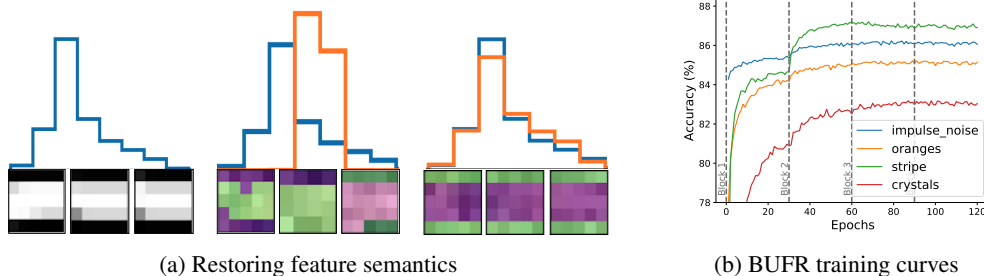 88
86
84
82
80
78
Accuracy (%)
Block 1
Block 2
Block 3
impulse_noise
oranges
stripe
crystals
0 20 40 60 80 100 120
Epochs
(a) Restoring feature semantics
(b) BUFR training curves